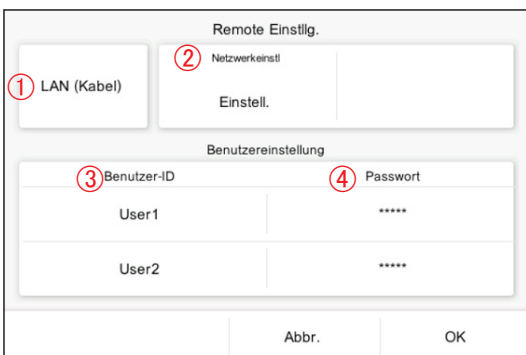 Remote Einstllg.
② Netzwerkeinstl
① LAN (Kabel)
Einstell.
Benutzereinstellung
③ Benutzer-ID ④ Passwort
User1 *****
User2 *****
Abbr. OK